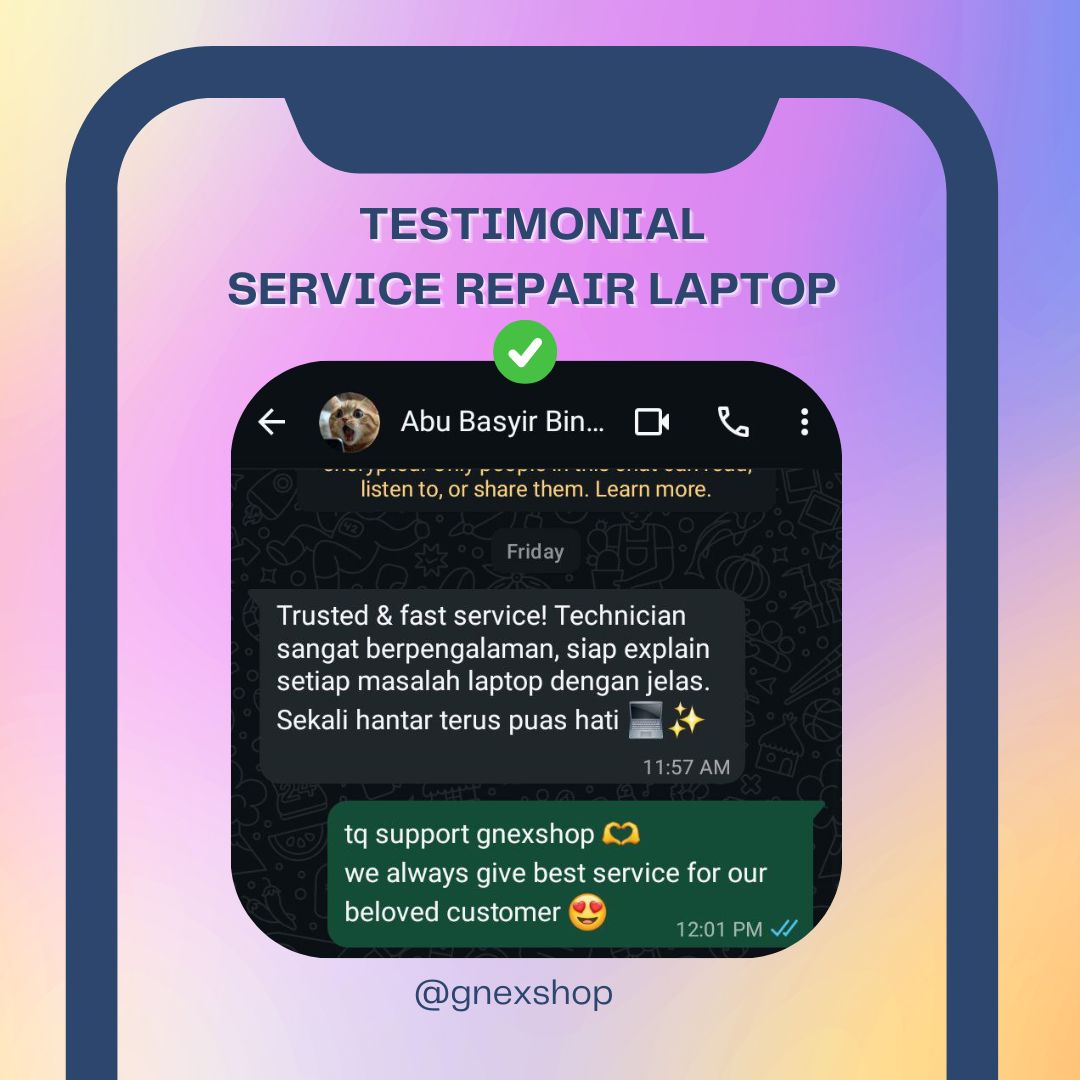 TESTIMONIAL
SERVICE REPAIR LAPTOP
Abu Basyir Bin...
listen to, or share them. Learn more.
Friday
Trusted & fast service! Technician
sangat berpengalaman, siap explain
setiap masalah laptop dengan jelas.
Sekali hantar terus puas hati 💻✨
11:57 AM
tq support gnexshop 🫶
we always give best service for our
beloved customer 😍
12:01 PM
@gnexshop